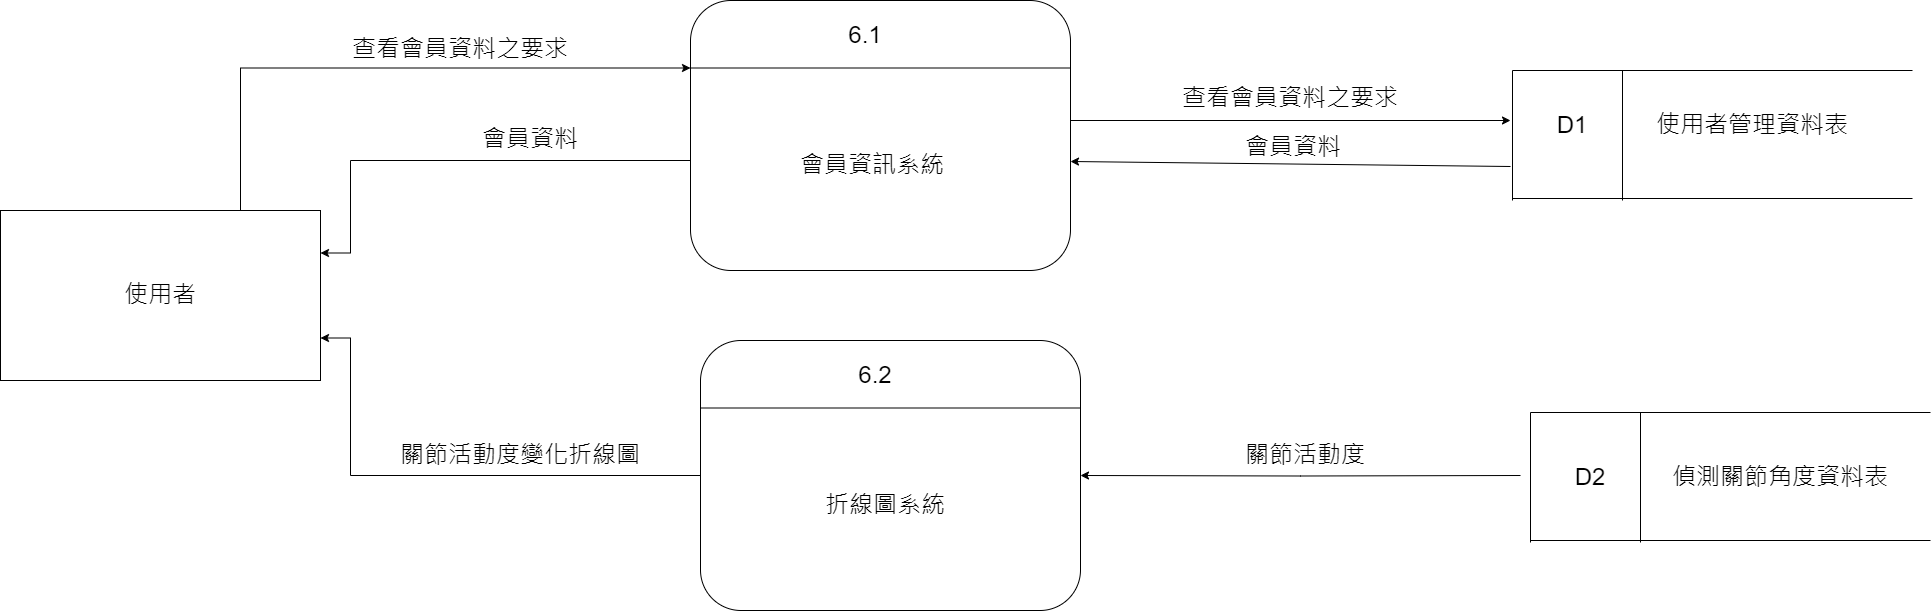 6.1
查看會員資料之要求
查看會員資料之要求
D1
使用者管理資料表
會員資料
會員資料
會員資訊系統
使用者
6.2
關節活動度變化折線圖
關節活動度
D2
偵測關節角度資料表
折線圖系統